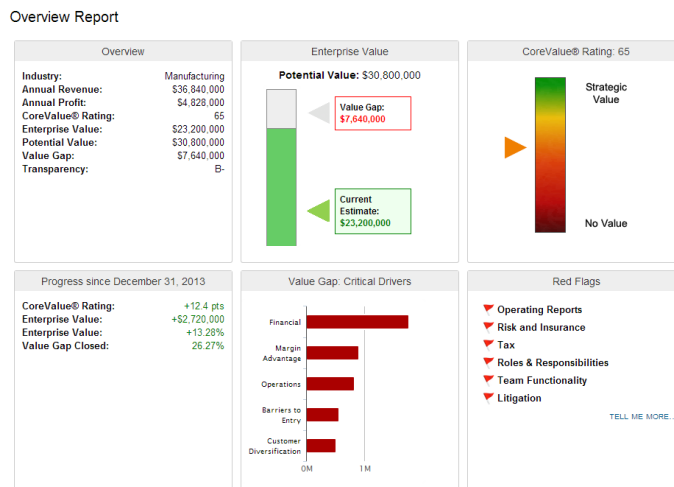 Overview Report
Overview
Industry: Manufacturing
Annual Revenue: $36,840,000
Annual Profit: $4,828,000
CoreValue® Rating: 65
Enterprise Value: $23,200,000
Potential Value: $30,800,000
Value Gap: $7,640,000
Transparency: B-
Enterprise Value
Potential Value: $30,800,000
Value Gap:
$7,640,000
Current
Estimate:
$23,200,000
CoreValue® Rating: 65
Strategic
Value
No Value
Progress since December 31, 2013
CoreValue® Rating: +12.4 pts
Enterprise Value: +$2,720,000
Enterprise Value: +13.28%
Value Gap Closed: 26.27%
Value Gap: Critical Drivers
Financial
Margin
Advantage
Operations
Barriers to
Entry
Customer
Diversification
0M 1M
Red Flags
Operating Reports
Risk and Insurance
Tax
Roles & Responsibilities
Team Functionality
Litigation
TELL ME MORE...